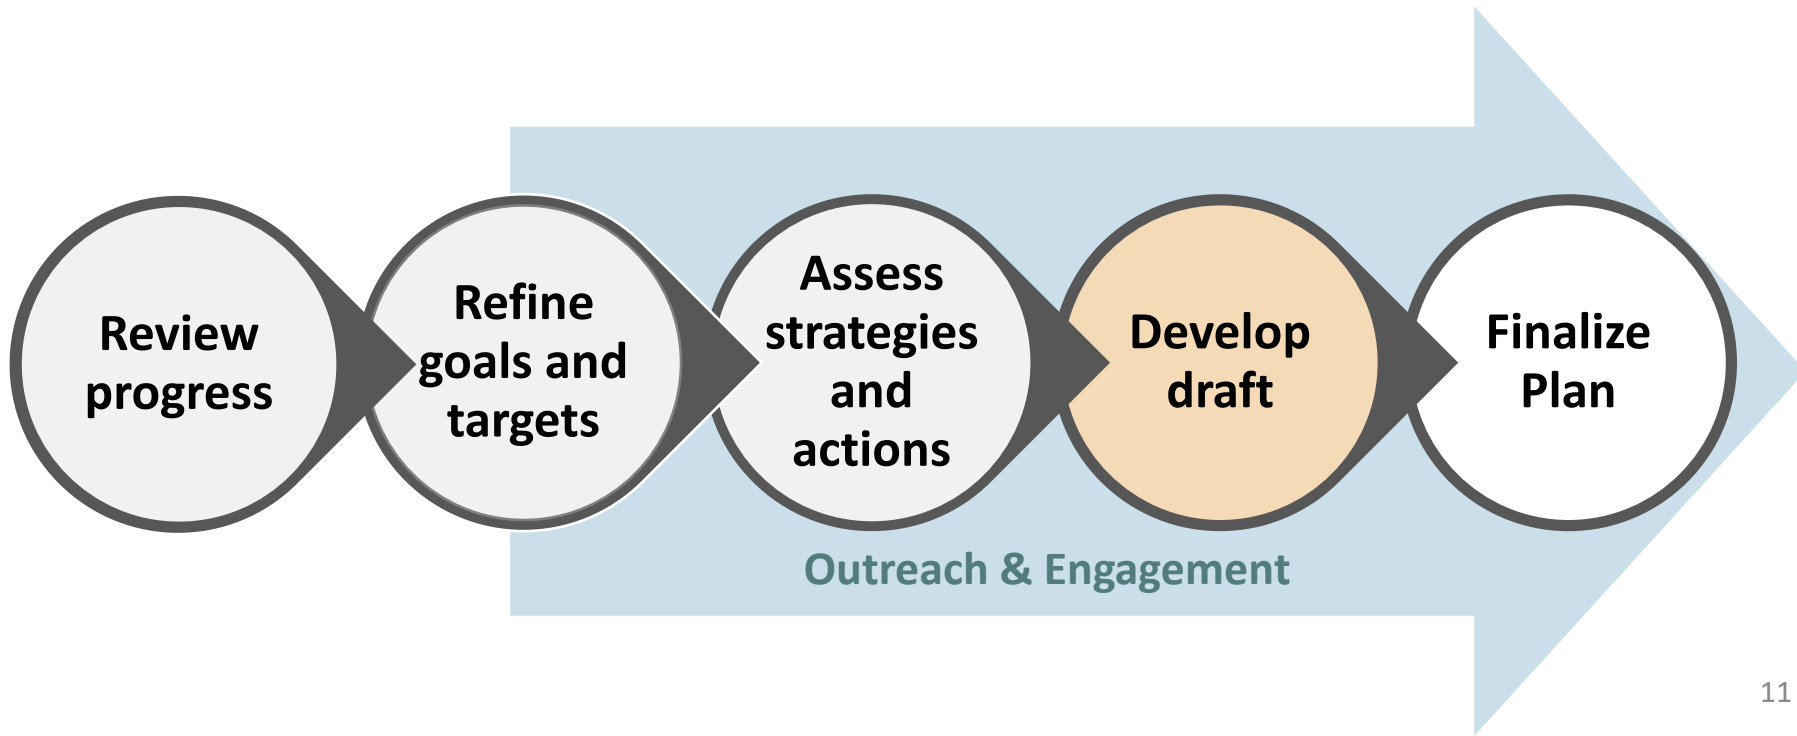 Review
progress
Refine
goals and
targets
Assess
strategies
and
actions
Develop
draft
Finalize
Plan
Outreach & Engagement
11